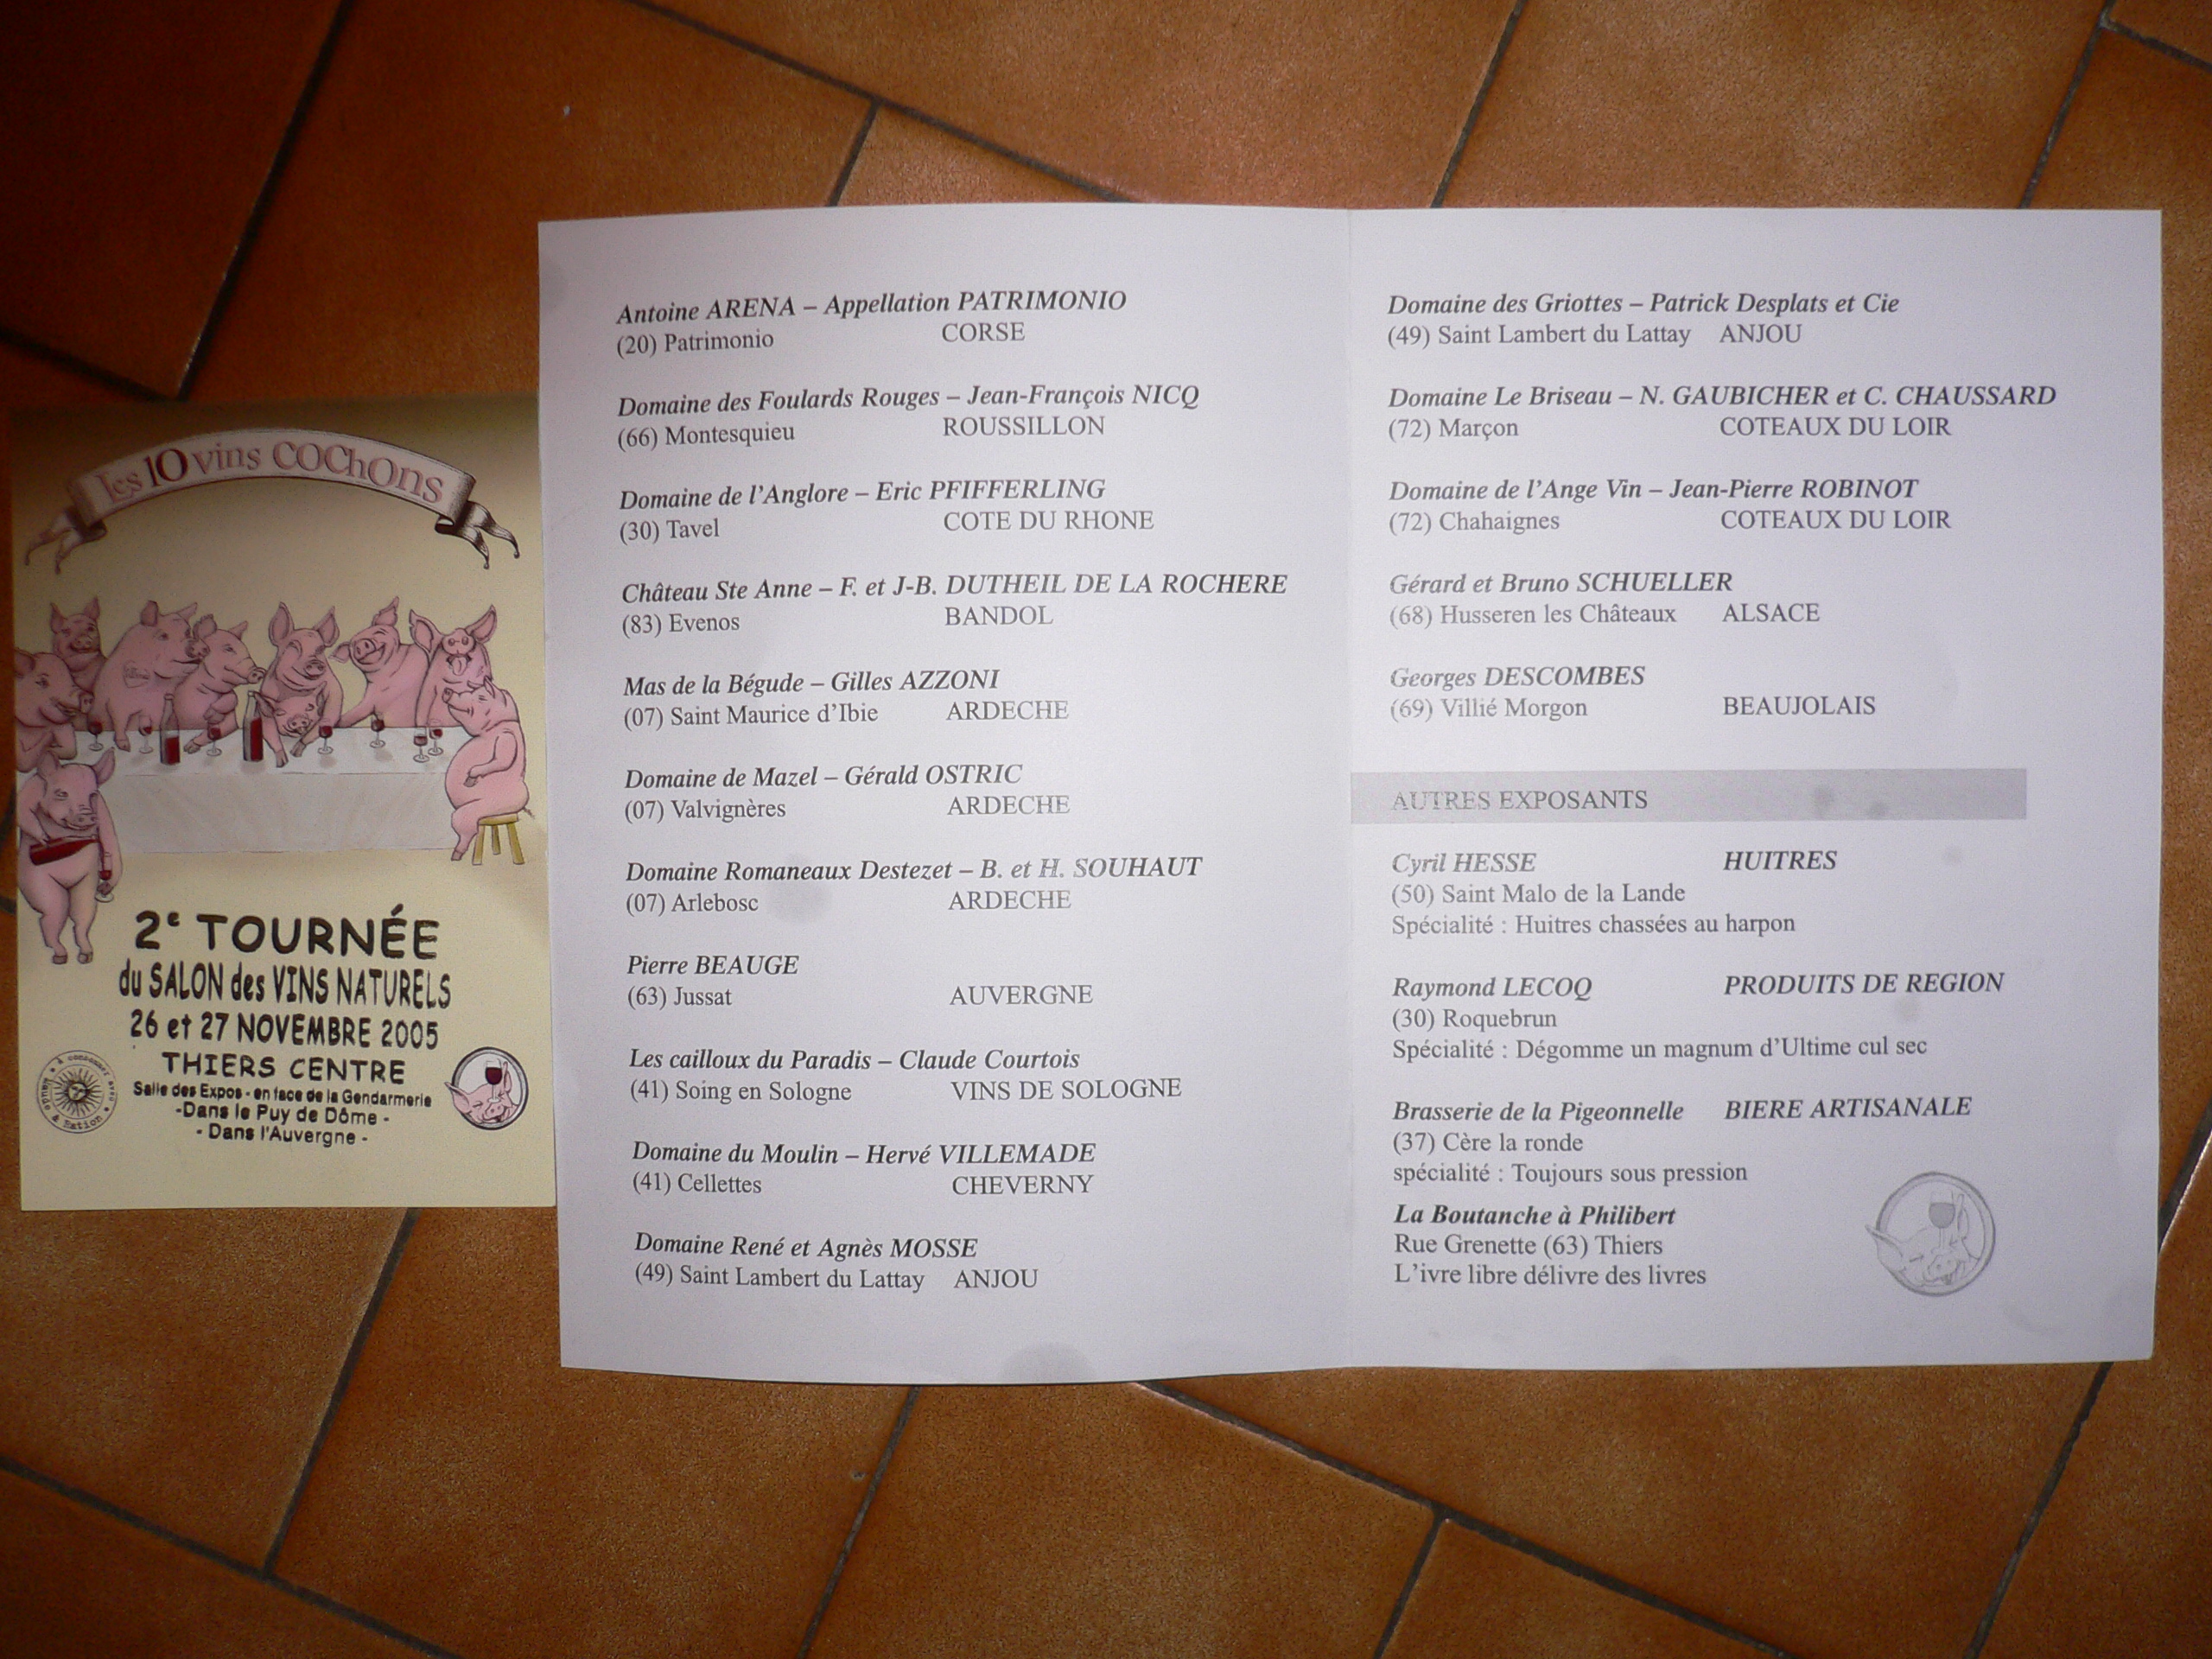 les 10 vins COChOns
2e TOURNÉE
du SALON des VINS NATURELS
26 et 27 NOVEMBRE 2005
THIERS CENTRE
Salle des Expos - en face de la Gendarmerie
-Dans le Puy de Dôme -
- Dans l'Auvergne -
Antoine ARENA – Appellation PATRIMONIO
(20) Patrimonio CORSE
Domaine des Foulards Rouges – Jean-François NICQ
(66) Montesquieu ROUSSILLON
Domaine de l'Anglore – Eric PFIFFERLING
(30) Tavel COTE DU RHONE
Château Ste Anne – F. et J-B. DUTHEIL DE LA ROCHERE
(83) Evenos BANDOL
Mas de la Bégude – Gilles AZZONI
(07) Saint Maurice d'Ibie ARDECHE
Domaine de Mazel – Gérald OSTRIC
(07) Valvignères ARDECHE
Domaine Romaneaux Destezet – B. et H. SOUHAUT
(07) Arlebosc ARDECHE
Pierre BEAUGE
(63) Jussat AUVERGNE
Les cailloux du Paradis – Claude Courtois
(41) Soing en Sologne VINS DE SOLOGNE
Domaine du Moulin – Hervé VILLEMADE
(41) Cellettes CHEVERNY
Domaine René et Agnès MOSSE
(49) Saint Lambert du Lattay ANJOU
Domaine des Griottes – Patrick Desplats et Cie
(49) Saint Lambert du Lattay ANJOU
Domaine Le Briseau – N. GAUBICHER et C. CHAUSSARD
(72) Marçon COTEAUX DU LOIR
Domaine de l'Ange Vin – Jean-Pierre ROBINOT
(72) Chahaignes COTEAUX DU LOIR
Gérard et Bruno SCHUELLER
(68) Husseren les Châteaux ALSACE
Georges DESCOMBES
(69) Villié Morgon BEAUJOLAIS
AUTRES EXPOSANTS
Cyril HESSE HUITRES
(50) Saint Malo de la Lande
Spécialité : Huitres chassées au harpon
Raymond LECOQ PRODUITS DE REGION
(30) Roquebrun
Spécialité : Dégomme un magnum d'Ultime cul sec
Brasserie de la Pigeonnelle BIERE ARTISANALE
(37) Cère la ronde
spécialité : Toujours sous pression
La Boutanche à Philibert
Rue Grenette (63) Thiers
L'ivre libre délivre des livres